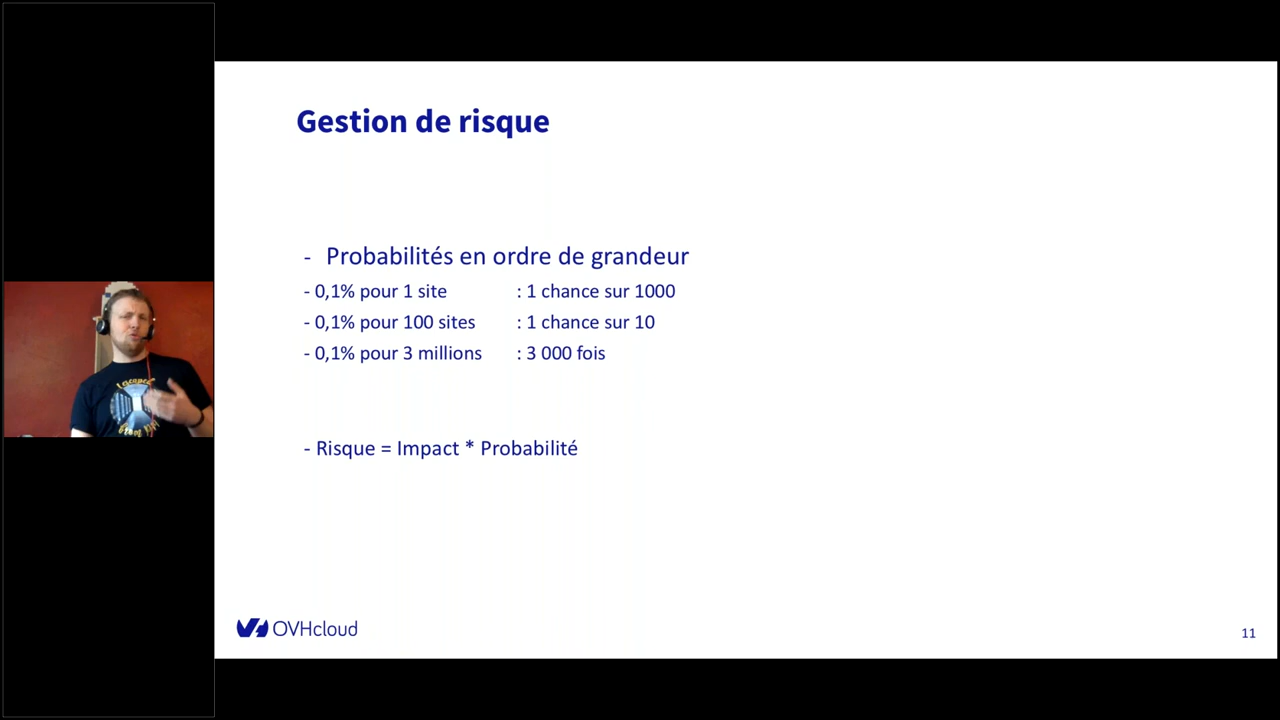 Gestion de risque
- Probabilités en ordre de grandeur
- 0,1% pour 1 site : 1 chance sur 1000
- 0,1% pour 100 sites : 1 chance sur 10
- 0,1% pour 3 millions : 3 000 fois
- Risque = Impact * Probabilité
OVHcloud
11